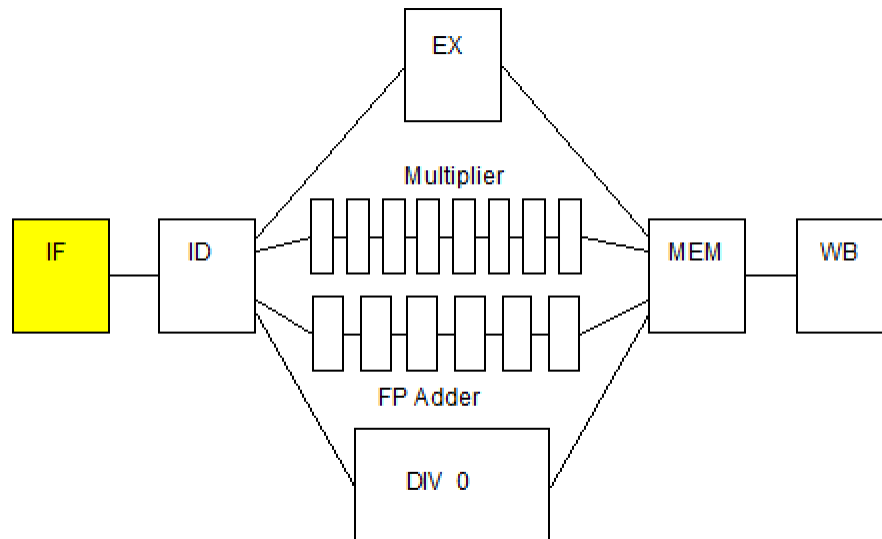 EX
Multiplier
IF
ID
MEM
WB
FP Adder
DIV 0